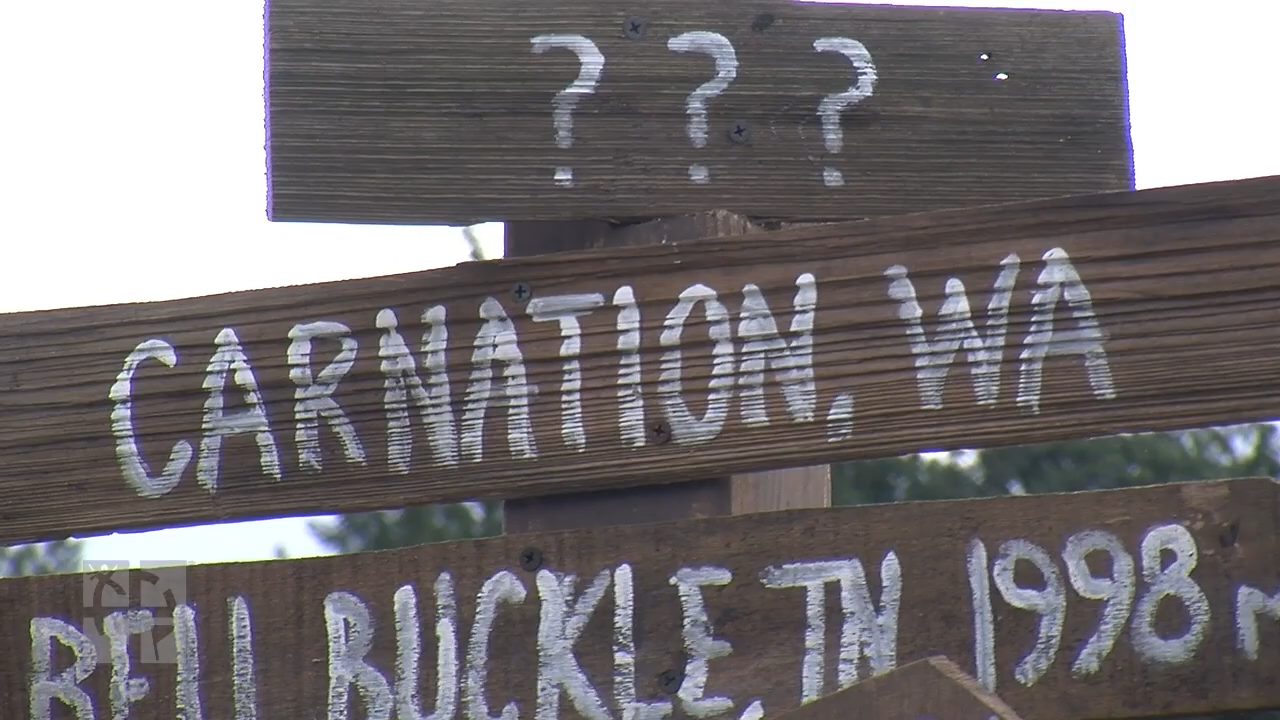 ? ? ?
CARNATION, WA
BELL BUCKLE, TN 1998